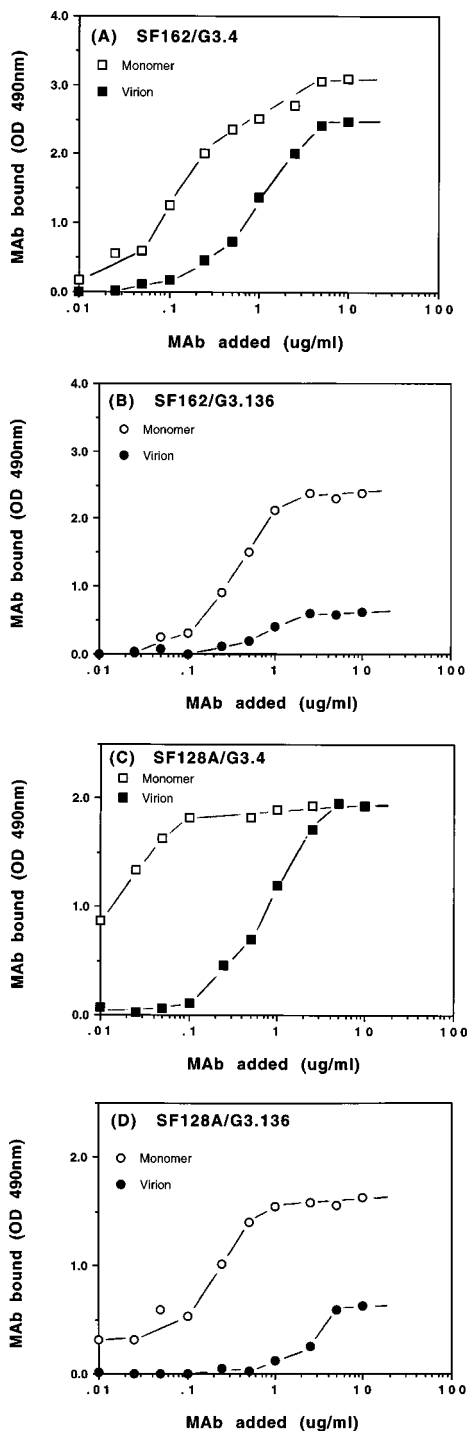 (A) SF162/G3.4
Monomer
Virion
MAb bound (OD 490nm)
4.0
3.0
2.0
1.0
0.0
.01 .1 1 10 100
MAb added (ug/ml)
(B) SF162/G3.136
Monomer
Virion
MAb bound (OD 490nm)
4.0
3.0
2.0
1.0
0.0
.01 .1 1 10 100
MAb added (ug/ml)
(C) SF128A/G3.4
Monomer
Virion
MAb bound (OD 490nm)
2.0
1.0
0.0
.01 .1 1 10 100
MAb added (ug/ml)
(D) SF128A/G3.136
Monomer
Virion
MAb bound (OD 490nm)
2.0
1.0
0.0
.01 .1 1 10 100
MAb added (ug/ml)